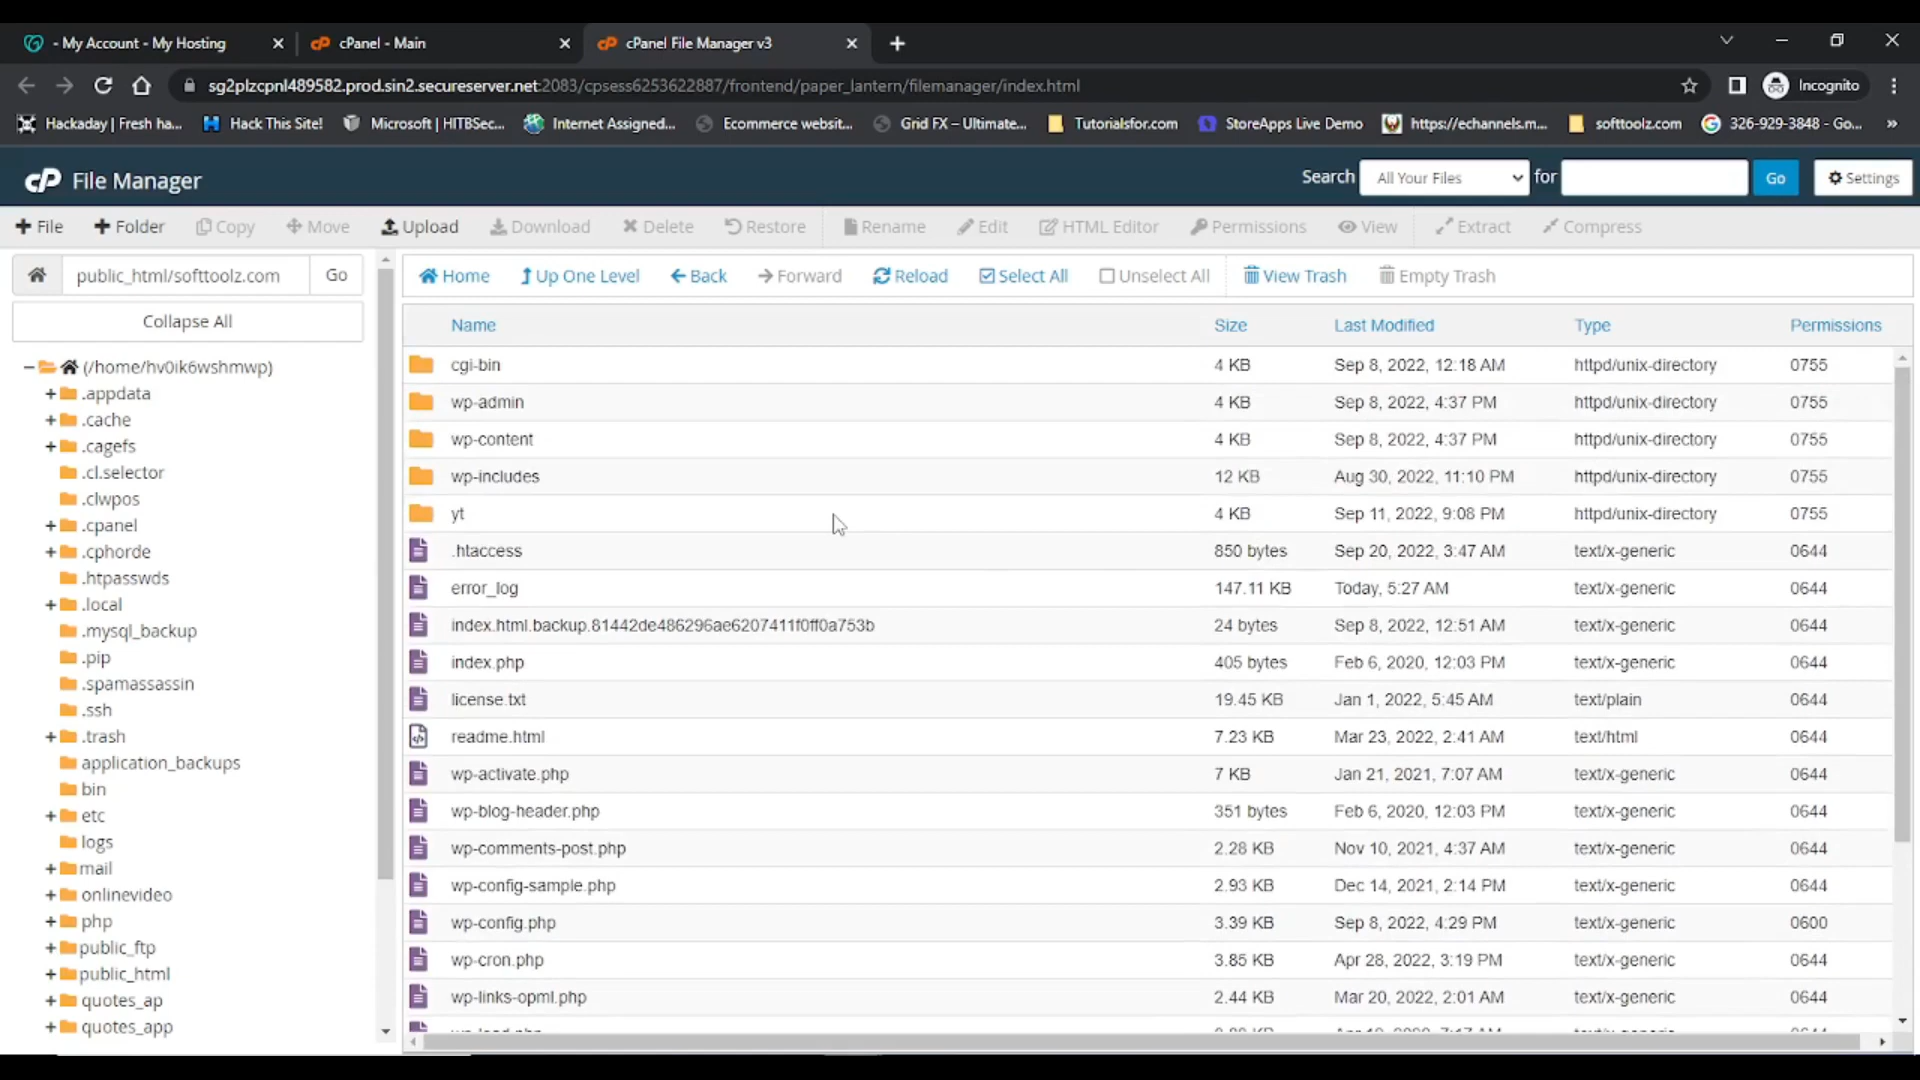 - My Account - My Hosting
cPanel - Main
cPanel File Manager v3
sg2plzcpnl489582.prod.sin2.secureserver.net:2083/cpsess6253622887/frontend/paper_lantern/filemanager/index.html
Incognito
Hackaday | Fresh ha...
Hack This Site!
Microsoft | HITBSec...
Internet Assigned...
Ecommerce websit...
Grid FX – Ultimate...
Tutorialsfor.com
StoreApps Live Demo
https://echannels.m...
softtoolz.com
326-929-3848 - Go...
»
cP File Manager
Search All Your Files for Go Settings
File Folder Copy Move Upload Download Delete Restore Rename Edit HTML Editor Permissions View Extract Compress
public_html/softtoolz.com Go
Collapse All
(/home/hv0ik6wshmwp)
.appdata
.cache
.cagefs
.cl.selector
.clwpos
.cpanel
.cphorde
.htpasswds
.local
.mysql_backup
.pip
.spamassassin
.ssh
.trash
application_backups
bin
etc
logs
mail
onlinevideo
php
public_ftp
public_html
quotes_ap
quotes_app
Home Up One Level Back Forward Reload Select All Unselect All View Trash Empty Trash
Name Size Last Modified Type Permissions
cgi-bin 4 KB Sep 8, 2022, 12:18 AM httpd/unix-directory 0755
wp-admin 4 KB Sep 8, 2022, 4:37 PM httpd/unix-directory 0755
wp-content 4 KB Sep 8, 2022, 4:37 PM httpd/unix-directory 0755
wp-includes 12 KB Aug 30, 2022, 11:10 PM httpd/unix-directory 0755
yt 4 KB Sep 11, 2022, 9:08 PM httpd/unix-directory 0755
.htaccess 850 bytes Sep 20, 2022, 3:47 AM text/x-generic 0644
error_log 147.11 KB Today, 5:27 AM text/x-generic 0644
index.html.backup.81442de486296ae6207411f0ff0a753b 24 bytes Sep 8, 2022, 12:51 AM text/x-generic 0644
index.php 405 bytes Feb 6, 2020, 12:03 PM text/x-generic 0644
license.txt 19.45 KB Jan 1, 2022, 5:45 AM text/plain 0644
readme.html 7.23 KB Mar 23, 2022, 2:41 AM text/html 0644
wp-activate.php 7 KB Jan 21, 2021, 7:07 AM text/x-generic 0644
wp-blog-header.php 351 bytes Feb 6, 2020, 12:03 PM text/x-generic 0644
wp-comments-post.php 2.28 KB Nov 10, 2021, 4:37 AM text/x-generic 0644
wp-config-sample.php 2.93 KB Dec 14, 2021, 2:14 PM text/x-generic 0644
wp-config.php 3.39 KB Sep 8, 2022, 4:29 PM text/x-generic 0600
wp-cron.php 3.85 KB Apr 28, 2022, 3:19 PM text/x-generic 0644
wp-links-opml.php 2.44 KB Mar 20, 2022, 2:01 AM text/x-generic 0644